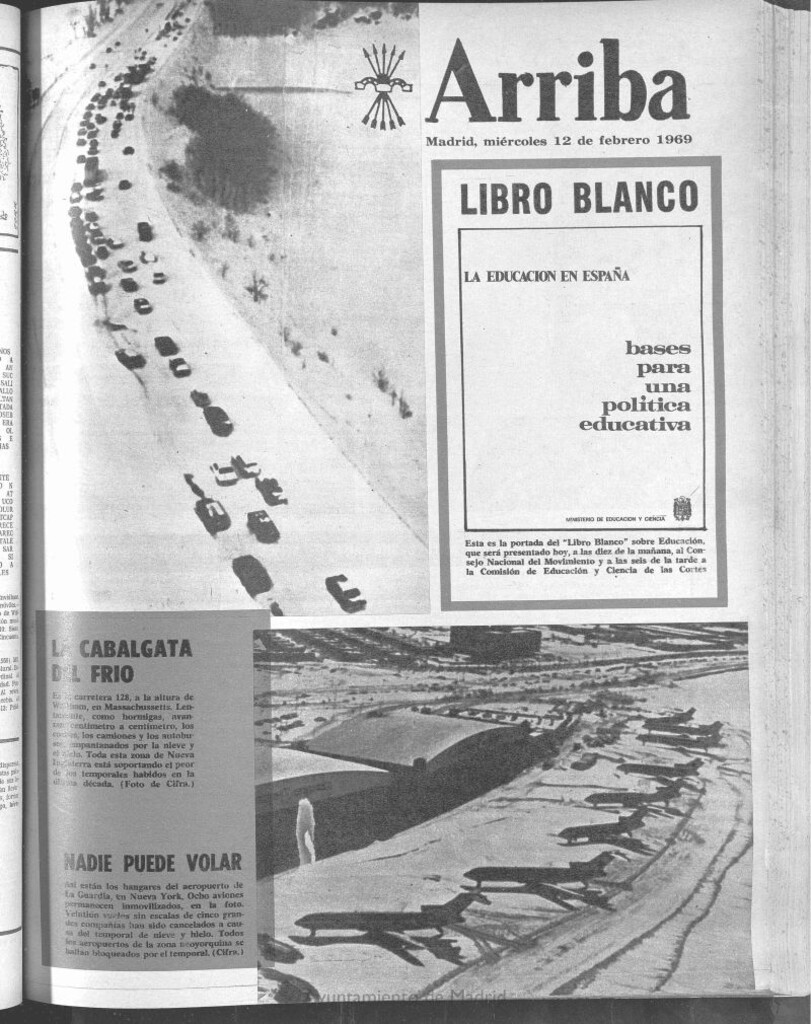 Arriba
Madrid, miércoles 12 de febrero 1969
LIBRO BLANCO
LA EDUCACION EN ESPAÑA
bases
para
una
politica
educativa
MINISTERIO DE EDUCACION Y CIENCIA
Esta es la portada del "Libro Blanco" sobre Educación,
que será presentado hoy, a las diez de la mañana, al Con-
sejo Nacional del Movimiento y a las seis de la tarde a
la Comisión de Educación y Ciencia de las Cortes
LA CABALGATA
DEL FRIO
carretera 128, a la altura de
en Massachussetts. Len-
tamente, como hormigas, avan-
centímetro a centímetro, los
los camiones y los autobu-
empantanados por la nieve y
el hielo. Toda esta zona de Nueva
Inglaterra está soportando el peor
de los temporales habidos en la
última década. (Foto de Cifra.)
NADIE PUEDE VOLAR
Así están los hangares del aeropuerto de
La Guardia, en Nueva York. Ocho aviones
permanecen inmovilizados, en la foto.
Veintiún vuelos sin escalas de cinco gran-
des compañías han sido cancelados a cau-
sa del temporal de nieve y hielo. Todos
los aeropuertos de la zona neoyorquina se
hallan bloqueados por el temporal. (Cifra.)
Ayuntamiento de Madrid